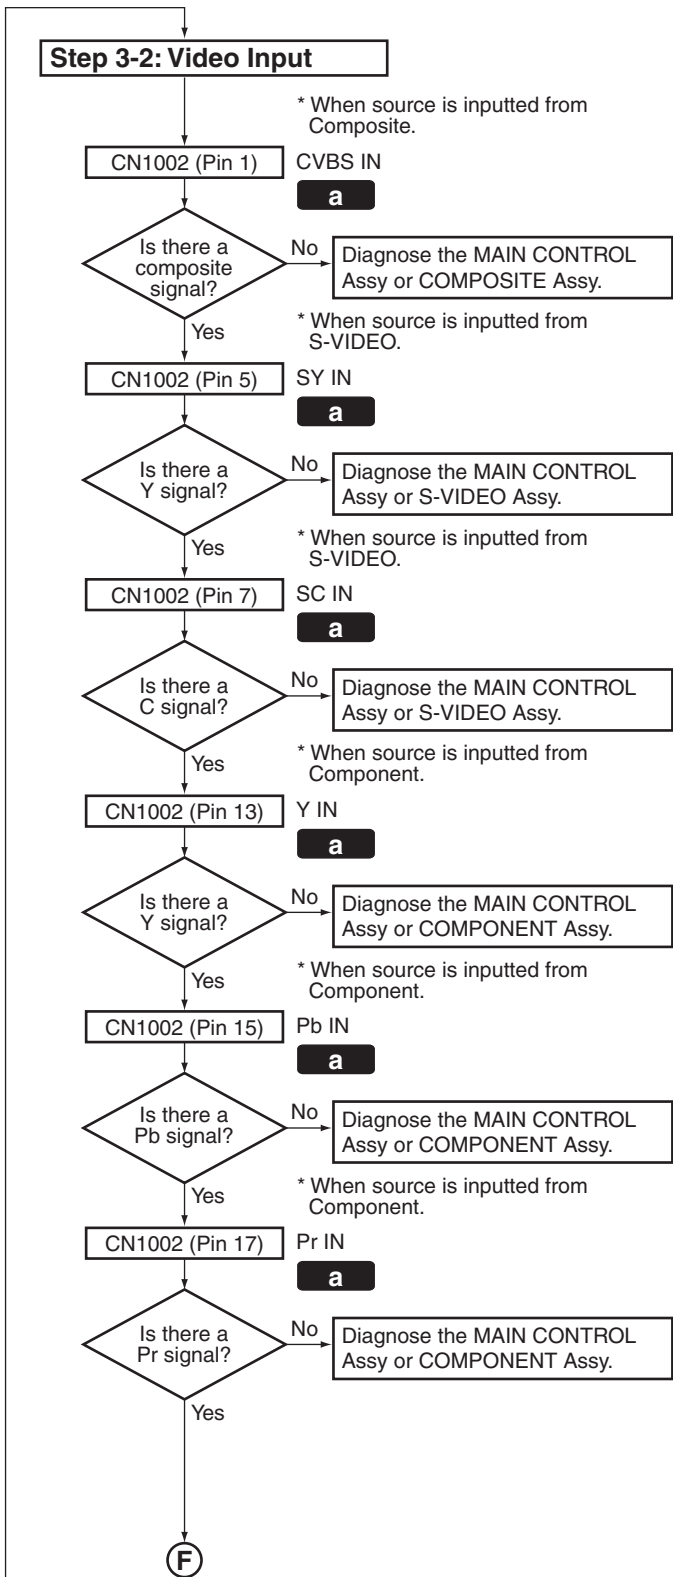 Step 3-2: Video Input
* When source is inputted from
Composite.
CN1002 (Pin 1)
CVBS IN
a
Is there a
composite
signal?
No
Diagnose the MAIN CONTROL
Assy or COMPOSITE Assy.
Yes
* When source is inputted from
S-VIDEO.
CN1002 (Pin 5)
SY IN
a
Is there a
Y signal?
No
Diagnose the MAIN CONTROL
Assy or S-VIDEO Assy.
Yes
* When source is inputted from
S-VIDEO.
CN1002 (Pin 7)
SC IN
a
Is there a
C signal?
No
Diagnose the MAIN CONTROL
Assy or S-VIDEO Assy.
Yes
* When source is inputted from
Component.
CN1002 (Pin 13)
Y IN
a
Is there a
Y signal?
No
Diagnose the MAIN CONTROL
Assy or COMPONENT Assy.
Yes
* When source is inputted from
Component.
CN1002 (Pin 15)
Pb IN
a
Is there a
Pb signal?
No
Diagnose the MAIN CONTROL
Assy or COMPONENT Assy.
Yes
* When source is inputted from
Component.
CN1002 (Pin 17)
Pr IN
a
Is there a
Pr signal?
No
Diagnose the MAIN CONTROL
Assy or COMPONENT Assy.
Yes
F